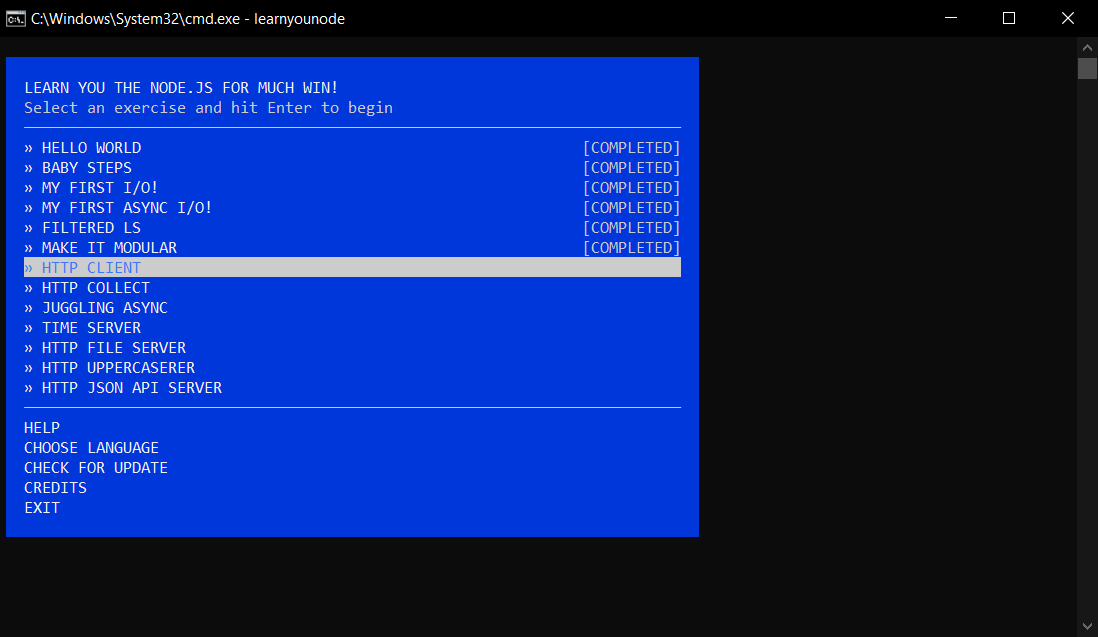 C:\Windows\System32\cmd.exe - learnyounode
LEARN YOU THE NODE.JS FOR MUCH WIN!
Select an exercise and hit Enter to begin
» HELLO WORLD [COMPLETED]
» BABY STEPS [COMPLETED]
» MY FIRST I/O! [COMPLETED]
» MY FIRST ASYNC I/O! [COMPLETED]
» FILTERED LS [COMPLETED]
» MAKE IT MODULAR [COMPLETED]
» HTTP CLIENT
» HTTP COLLECT
» JUGGLING ASYNC
» TIME SERVER
» HTTP FILE SERVER
» HTTP UPPERCASERER
» HTTP JSON API SERVER
HELP
CHOOSE LANGUAGE
CHECK FOR UPDATE
CREDITS
EXIT